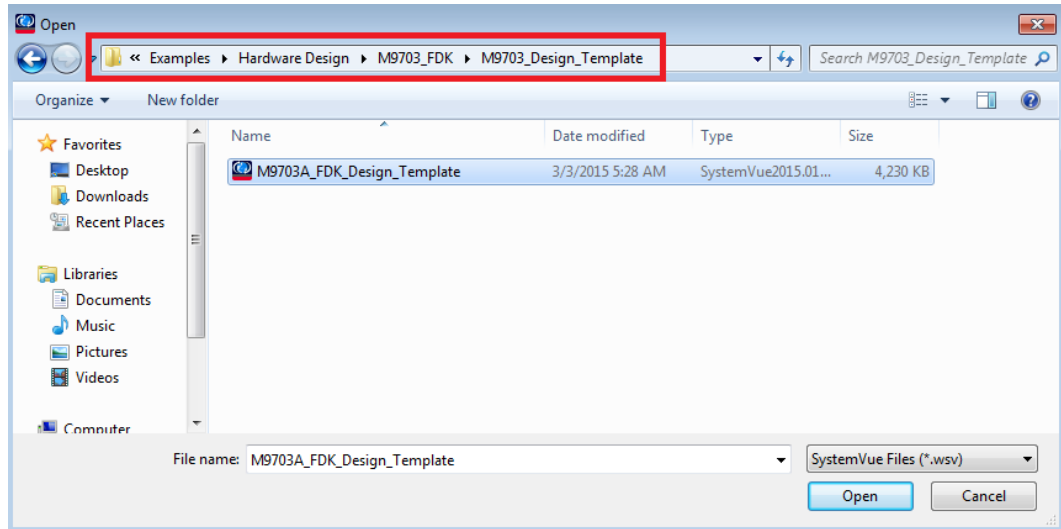 Open
« Examples ▸ Hardware Design ▸ M9703_FDK ▸ M9703_Design_Template
Search M9703_Design_Template
Organize ▾ New folder
Name Date modified Type Size
Favorites
Desktop
Downloads
Recent Places
Libraries
Documents
Music
Pictures
Videos
Computer
M9703A_FDK_Design_Template 3/3/2015 5:28 AM SystemVue2015.01... 4,230 KB
File name: M9703A_FDK_Design_Template
SystemVue Files (*.wsv)
Open Cancel